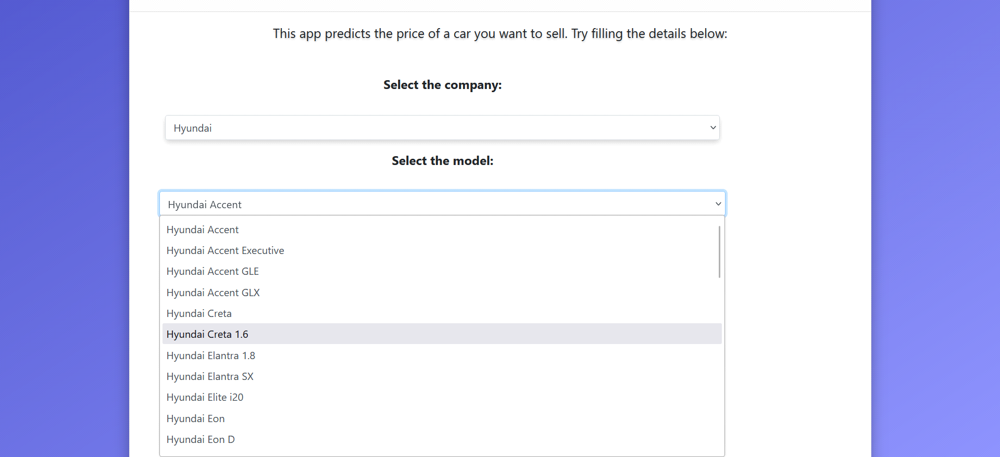 This app predicts the price of a car you want to sell. Try filling the details below:
Select the company:
Hyundai
Select the model:
Hyundai Accent
Hyundai Accent
Hyundai Accent Executive
Hyundai Accent GLE
Hyundai Accent GLX
Hyundai Creta
Hyundai Creta 1.6
Hyundai Elantra 1.8
Hyundai Elantra SX
Hyundai Elite i20
Hyundai Eon
Hyundai Eon D